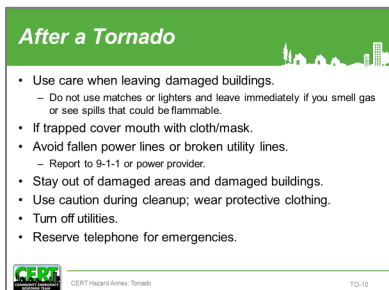 After a Tornado
• Use care when leaving damaged buildings.
– Do not use matches or lighters and leave immediately if you smell gas
or see spills that could be flammable.
• If trapped cover mouth with cloth/mask.
• Avoid fallen power lines or broken utility lines.
– Report to 9-1-1 or power provider.
• Stay out of damaged areas and damaged buildings.
• Use caution during cleanup; wear protective clothing.
• Turn off utilities.
• Reserve telephone for emergencies.
CERT
COMMUNITY EMERGENCY
RESPONSE TEAM
CERT Hazard Annex: Tornado
TO-10